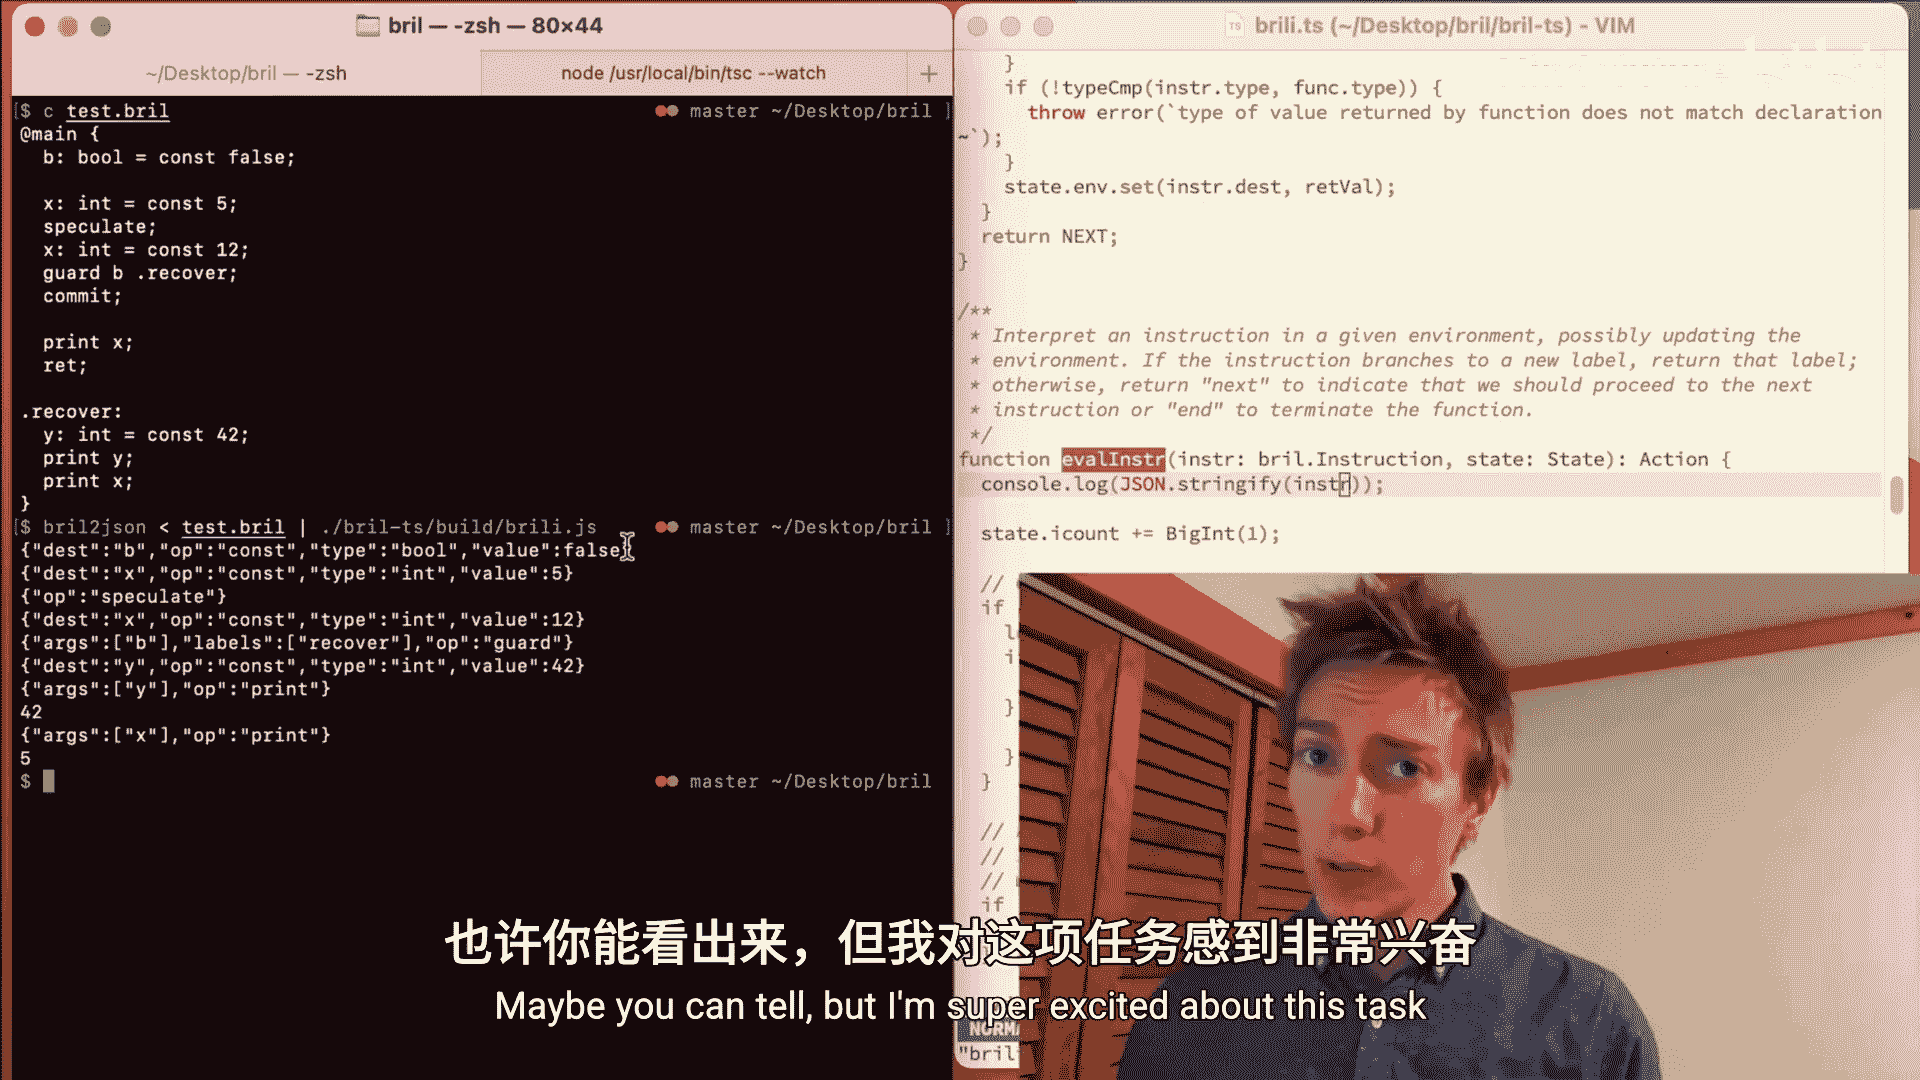 bril — -zsh — 80×44
~/Desktop/bril — -zsh
node /usr/local/bin/tsc --watch
+
$ c test.bril
master ~/Desktop/bril
@main {
  b: bool = const false;
  x: int = const 5;
  speculate;
  x: int = const 12;
  guard b .recover;
  commit;
  print x;
  ret;
.recover:
  y: int = const 42;
  print y;
  print x;
}
$ bril2json < test.bril | ./bril-ts/build/brili.js
master ~/Desktop/bril
{"dest":"b","op":"const","type":"bool","value":false}
{"dest":"x","op":"const","type":"int","value":5}
{"op":"speculate"}
{"dest":"x","op":"const","type":"int","value":12}
{"args":["b"],"labels":["recover"],"op":"guard"}
{"dest":"y","op":"const","type":"int","value":42}
{"args":["y"],"op":"print"}
42
{"args":["x"],"op":"print"}
5
$
master ~/Desktop/bril
brili.ts (~/Desktop/bril/bril-ts) - VIM
    }
    if (!typeCmp(instr.type, func.type)) {
      throw error(`type of value returned by function does not match declaration
~`);
    }
    state.env.set(instr.dest, retVal);
  }
  return NEXT;
}
/**
 * Interpret an instruction in a given environment, possibly updating the
 * environment. If the instruction branches to a new label, return that label;
 * otherwise, return "next" to indicate that we should proceed to the next
 * instruction or "end" to terminate the function.
 */
function evalInstr(instr: bril.Instruction, state: State): Action {
  console.log(JSON.stringify(instr));
  state.icount += BigInt(1);
  //
  if
    }
    }
  }
  //
  //
  //
  if
"bril
也许你能看出来，但我对这项任务感到非常兴奋
Maybe you can tell, but I'm super excited about this task